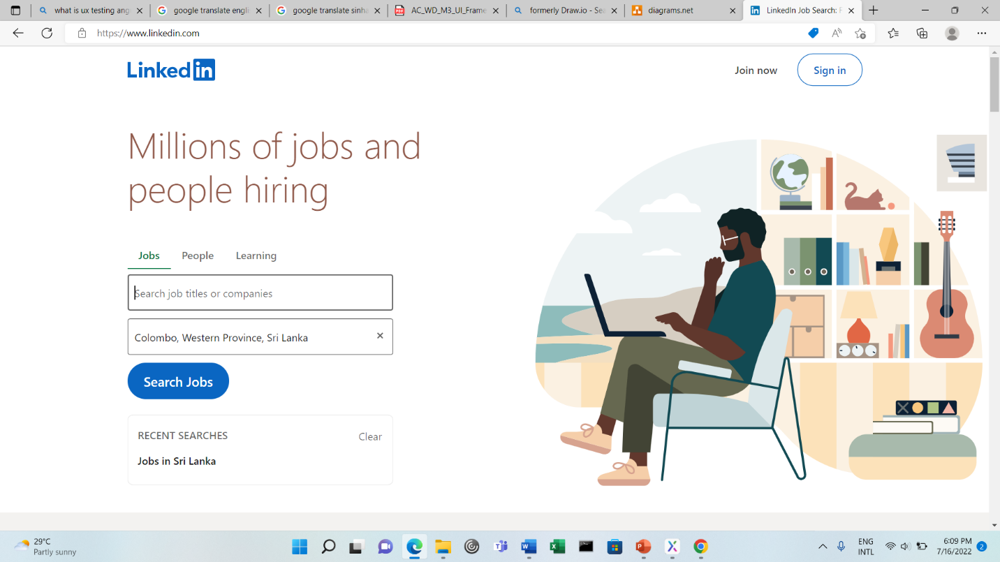 what is ux testing ang
google translate engli
google translate sinha
AC_WD_M3_UI_Frame
formerly Draw.io - Sea
diagrams.net
LinkedIn Job Search: F
https://www.linkedin.com
Linked in
Join now
Sign in
Millions of jobs and
people hiring
Jobs
People
Learning
Search job titles or companies
Colombo, Western Province, Sri Lanka
Search Jobs
RECENT SEARCHES
Clear
Jobs in Sri Lanka
29°C
Partly sunny
ENG
INTL
6:09 PM
7/16/2022
2